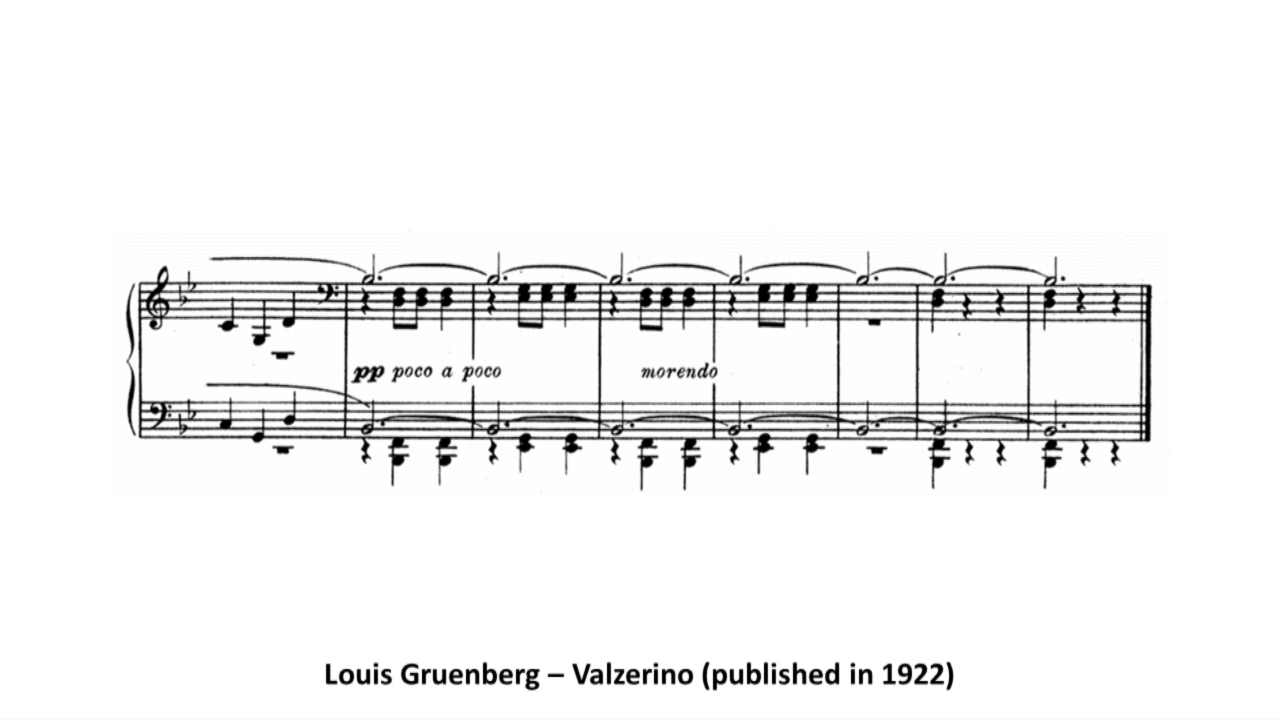 pp poco a poco morendo
Louis Gruenberg – Valzerino (published in 1922)